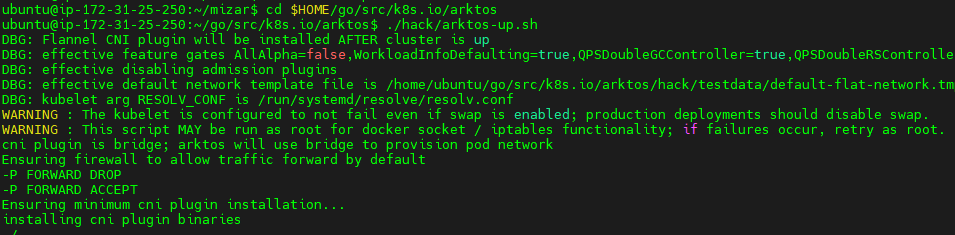 ubuntu@ip-172-31-25-250:~/mizar$ cd $HOME/go/src/k8s.io/arktos
ubuntu@ip-172-31-25-250:~/go/src/k8s.io/arktos$ ./hack/arktos-up.sh
DBG: Flannel CNI plugin will be installed AFTER cluster is up
DBG: effective feature gates AllAlpha=false,WorkloadInfoDefaulting=true,QPSDoubleGCController=true,QPSDoubleRSControlle
DBG: effective disabling admission plugins
DBG: effective default network template file is /home/ubuntu/go/src/k8s.io/arktos/hack/testdata/default-flat-network.tm
DBG: kubelet arg RESOLV_CONF is /run/systemd/resolve/resolv.conf
WARNING : The kubelet is configured to not fail even if swap is enabled; production deployments should disable swap.
WARNING : This script MAY be run as root for docker socket / iptables functionality; if failures occur, retry as root.
cni plugin is bridge; arktos will use bridge to provision pod network
Ensuring firewall to allow traffic forward by default
-P FORWARD DROP
-P FORWARD ACCEPT
Ensuring minimum cni plugin installation...
installing cni plugin binaries